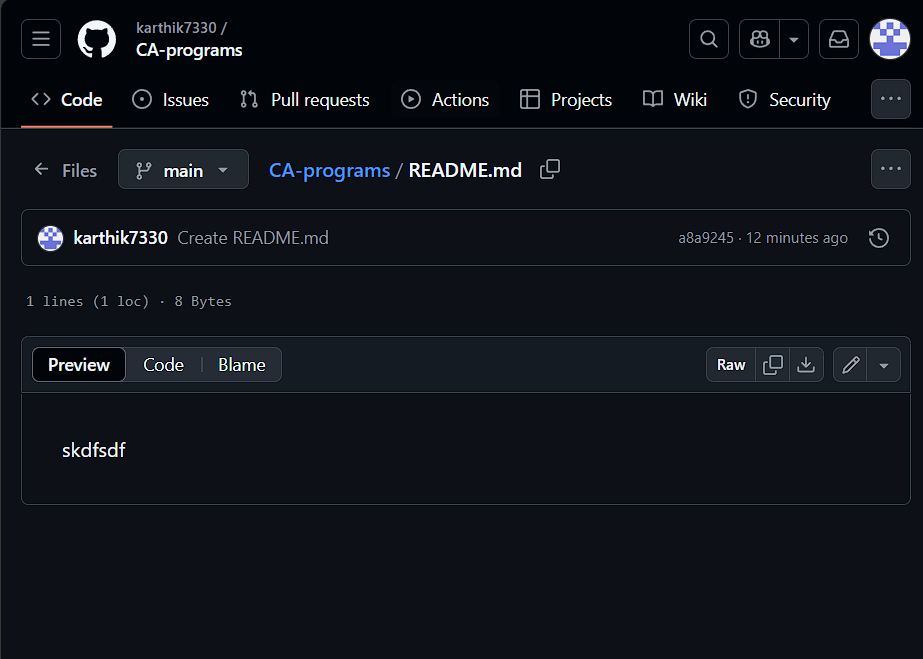 karthik7330 /
CA-programs
Code Issues Pull requests Actions Projects Wiki Security
Files main CA-programs / README.md
karthik7330 Create README.md a8a9245 · 12 minutes ago
1 lines (1 loc) · 8 Bytes
Preview Code Blame Raw
skdfsdf